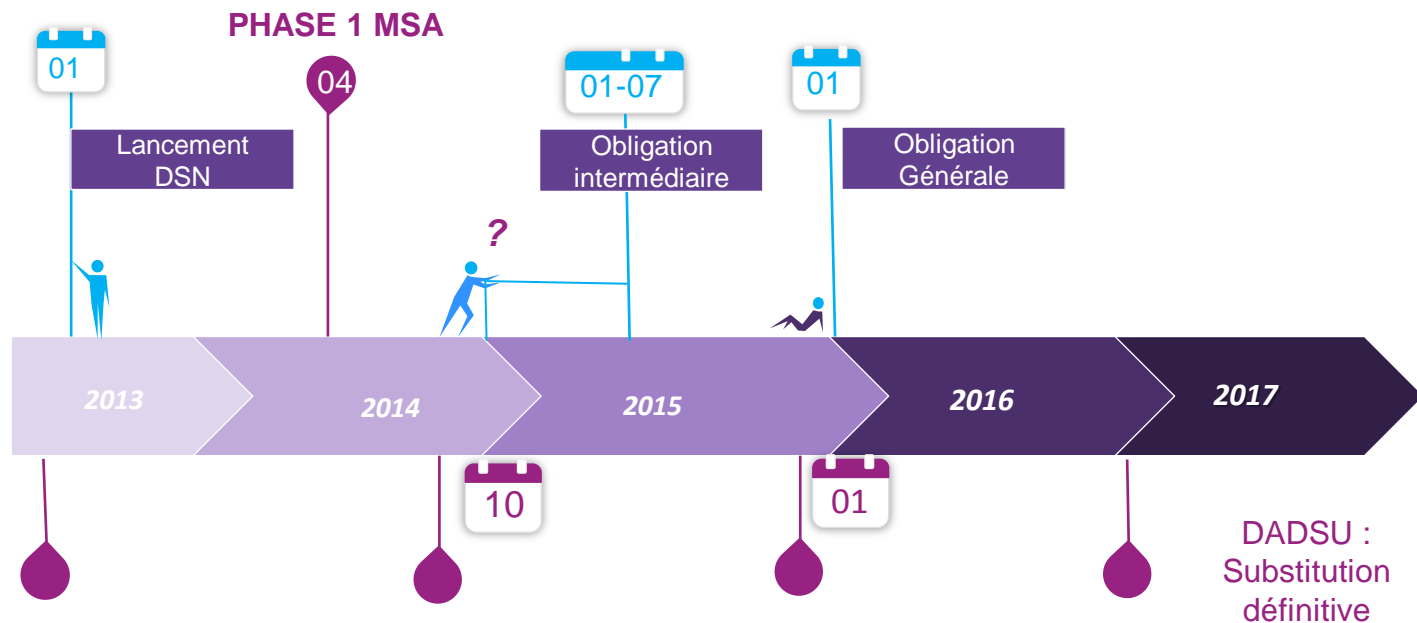 PHASE 1 MSA
01
04
01-07
01
Lancement
DSN
Obligation
intermédiaire
Obligation
Générale
?
2013
2014
2015
2016
2017
10
01
DADSU :
Substitution
définitive